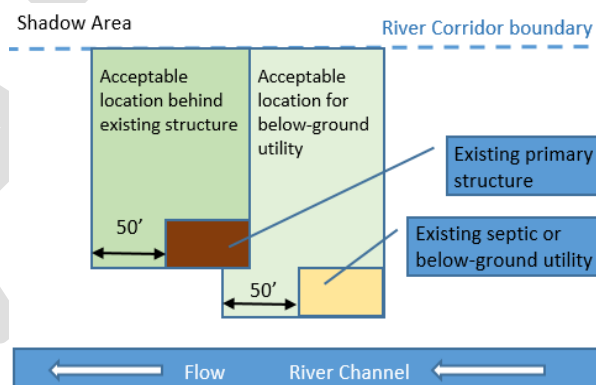 Shadow Area
River Corridor boundary
Acceptable
location behind
existing structure
Acceptable
location for
below-ground
utility
Existing primary
structure
50’
Existing septic or
below-ground utility
50’
Flow
River Channel